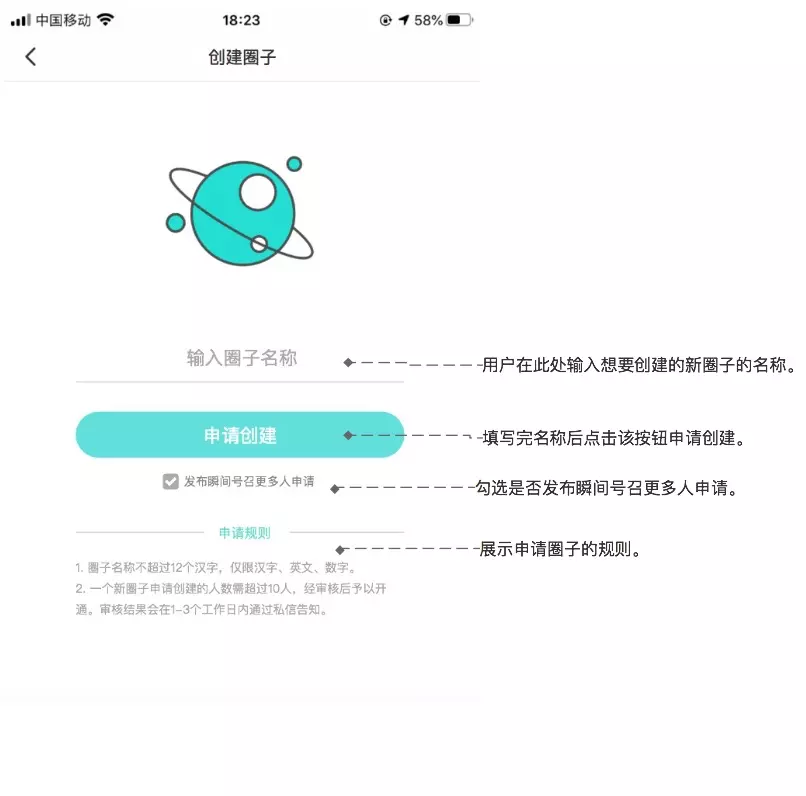 中国移动 18:23 58%
创建圈子
输入圈子名称
用户在此处输入想要创建的新圈子的名称。
申请创建
填写完名称后点击该按钮申请创建。
发布瞬间号召更多人申请
勾选是否发布瞬间号召更多人申请。
申请规则
展示申请圈子的规则。
1. 圈子名称不超过12个汉字，仅限汉字、英文、数字。
2. 一个新圈子申请创建的人数需超过10人，经审核后予以开
通。审核结果会在1-3个工作日内通过私信告知。